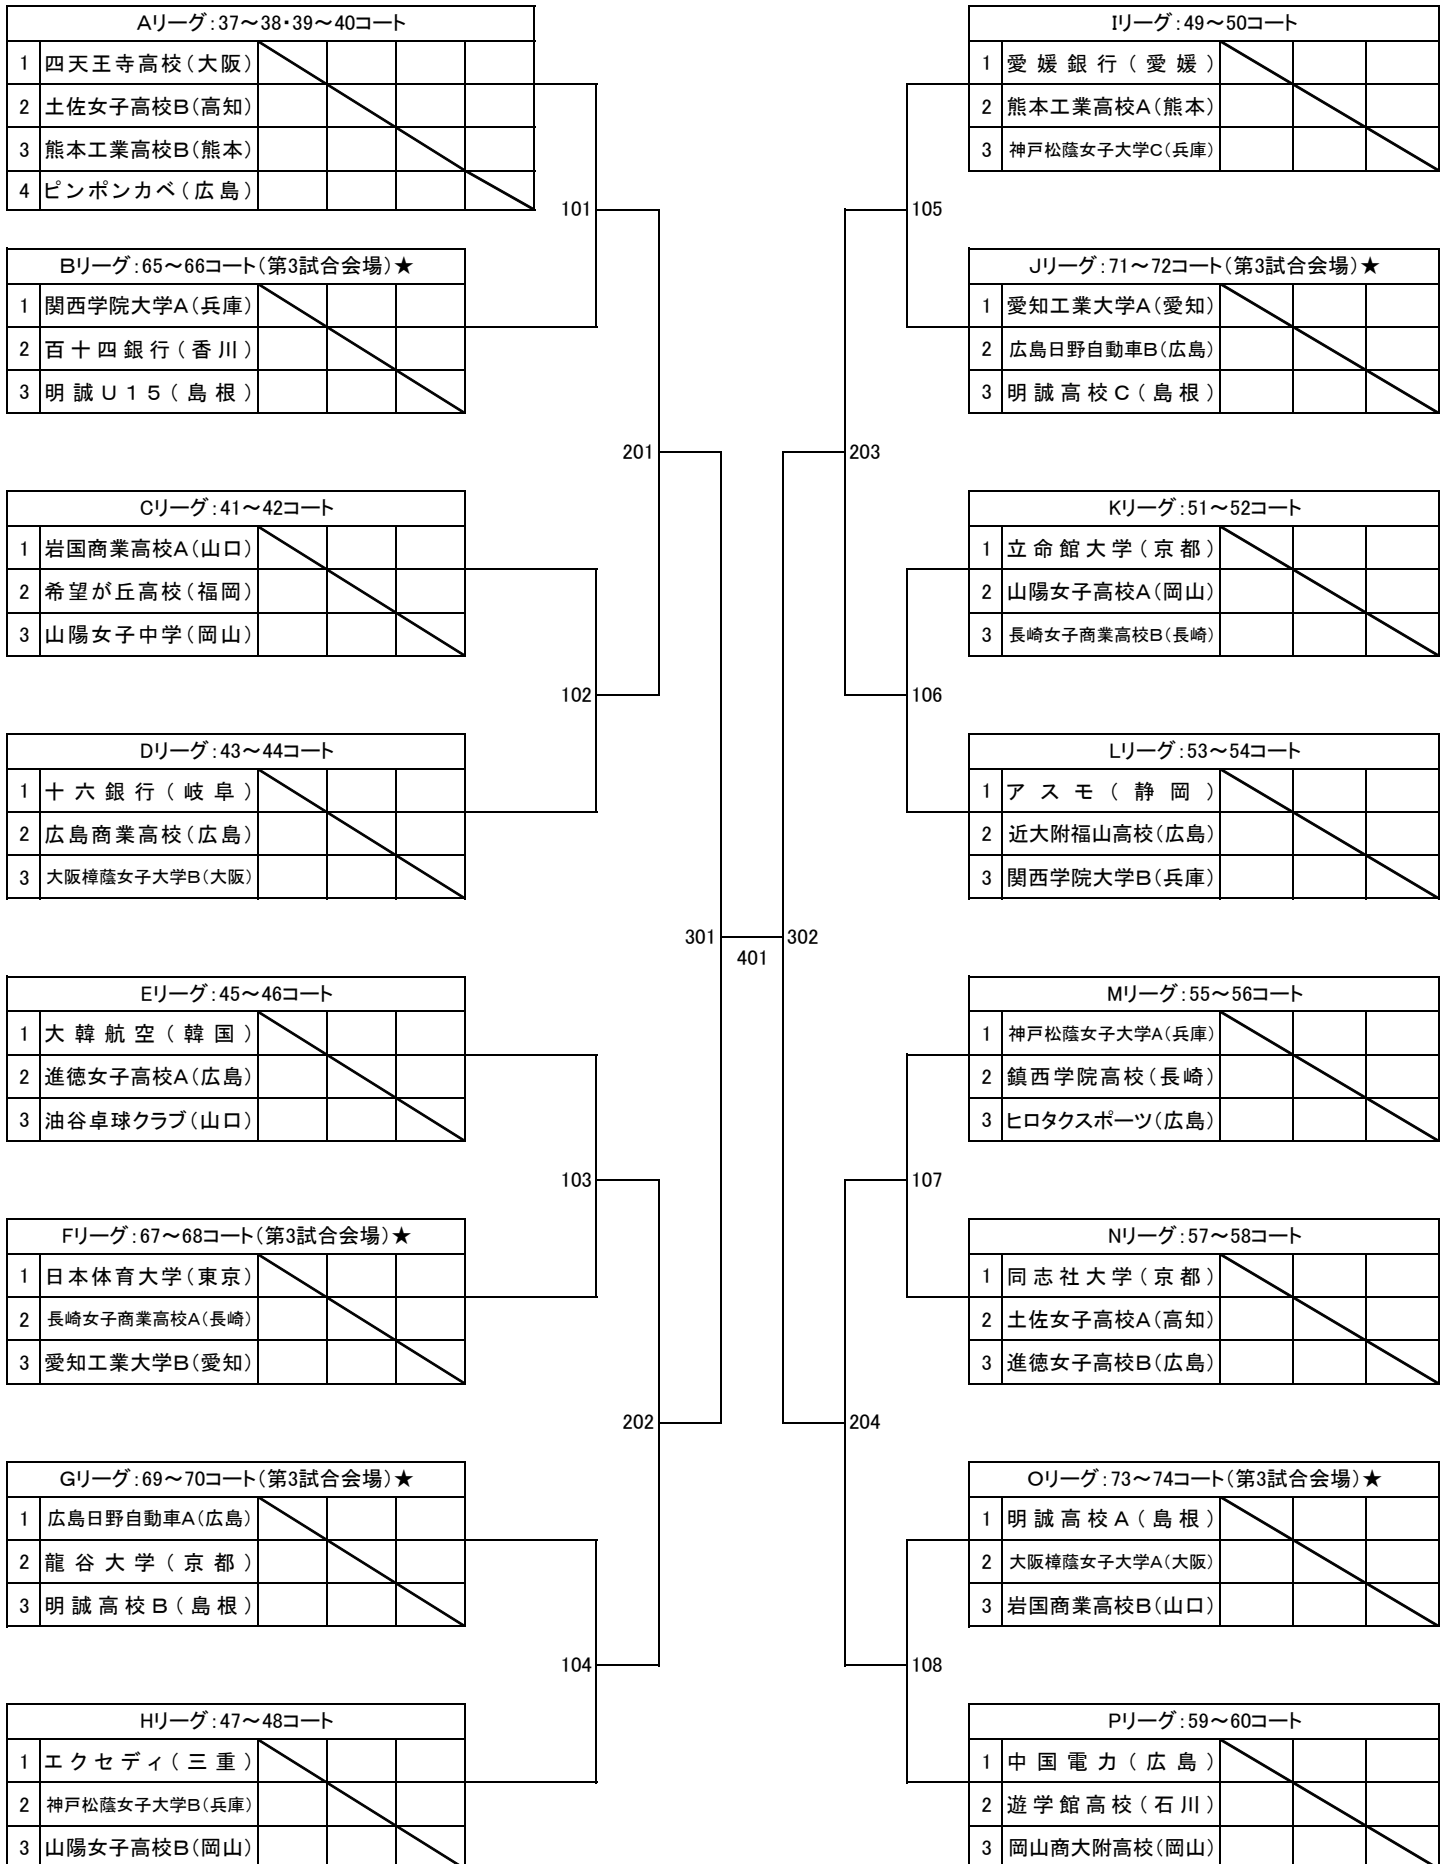 Aリーグ：37～38・39～40コート
1 四天王寺高校（大阪）
2 土佐女子高校B（高知）
3 熊本工業高校B（熊本）
4 ピンポンカベ（広島）
101
Bリーグ：65～66コート（第3試合会場）★
1 関西学院大学A（兵庫）
2 百十四銀行（香川）
3 明誠U15（島根）
201
Cリーグ：41～42コート
1 岩国商業高校A（山口）
2 希望が丘高校（福岡）
3 山陽女子中学（岡山）
102
Dリーグ：43～44コート
1 十六銀行（岐阜）
2 広島商業高校（広島）
3 大阪樟蔭女子大学B（大阪）
301
401
Eリーグ：45～46コート
1 大韓航空（韓国）
2 進徳女子高校A（広島）
3 油谷卓球クラブ（山口）
103
Fリーグ：67～68コート（第3試合会場）★
1 日本体育大学（東京）
2 長崎女子商業高校A（長崎）
3 愛知工業大学B（愛知）
202
Gリーグ：69～70コート（第3試合会場）★
1 広島日野自動車A（広島）
2 龍谷大学（京都）
3 明誠高校B（島根）
104
Hリーグ：47～48コート
1 エクセディ（三重）
2 神戸松蔭女子大学B（兵庫）
3 山陽女子高校B（岡山）
Iリーグ：49～50コート
1 愛媛銀行（愛媛）
2 熊本工業高校A（熊本）
3 神戸松蔭女子大学C（兵庫）
105
Jリーグ：71～72コート（第3試合会場）★
1 愛知工業大学A（愛知）
2 広島日野自動車B（広島）
3 明誠高校C（島根）
203
Kリーグ：51～52コート
1 立命館大学（京都）
2 山陽女子高校A（岡山）
3 長崎女子商業高校B（長崎）
106
Lリーグ：53～54コート
1 アスモ（静岡）
2 近大附福山高校（広島）
3 関西学院大学B（兵庫）
302
Mリーグ：55～56コート
1 神戸松蔭女子大学A（兵庫）
2 鎮西学院高校（長崎）
3 ヒロタクスポーツ（広島）
107
Nリーグ：57～58コート
1 同志社大学（京都）
2 土佐女子高校A（高知）
3 進徳女子高校B（広島）
204
Oリーグ：73～74コート（第3試合会場）★
1 明誠高校A（島根）
2 大阪樟蔭女子大学A（大阪）
3 岩国商業高校B（山口）
108
Pリーグ：59～60コート
1 中国電力（広島）
2 遊学館高校（石川）
3 岡山商大附高校（岡山）